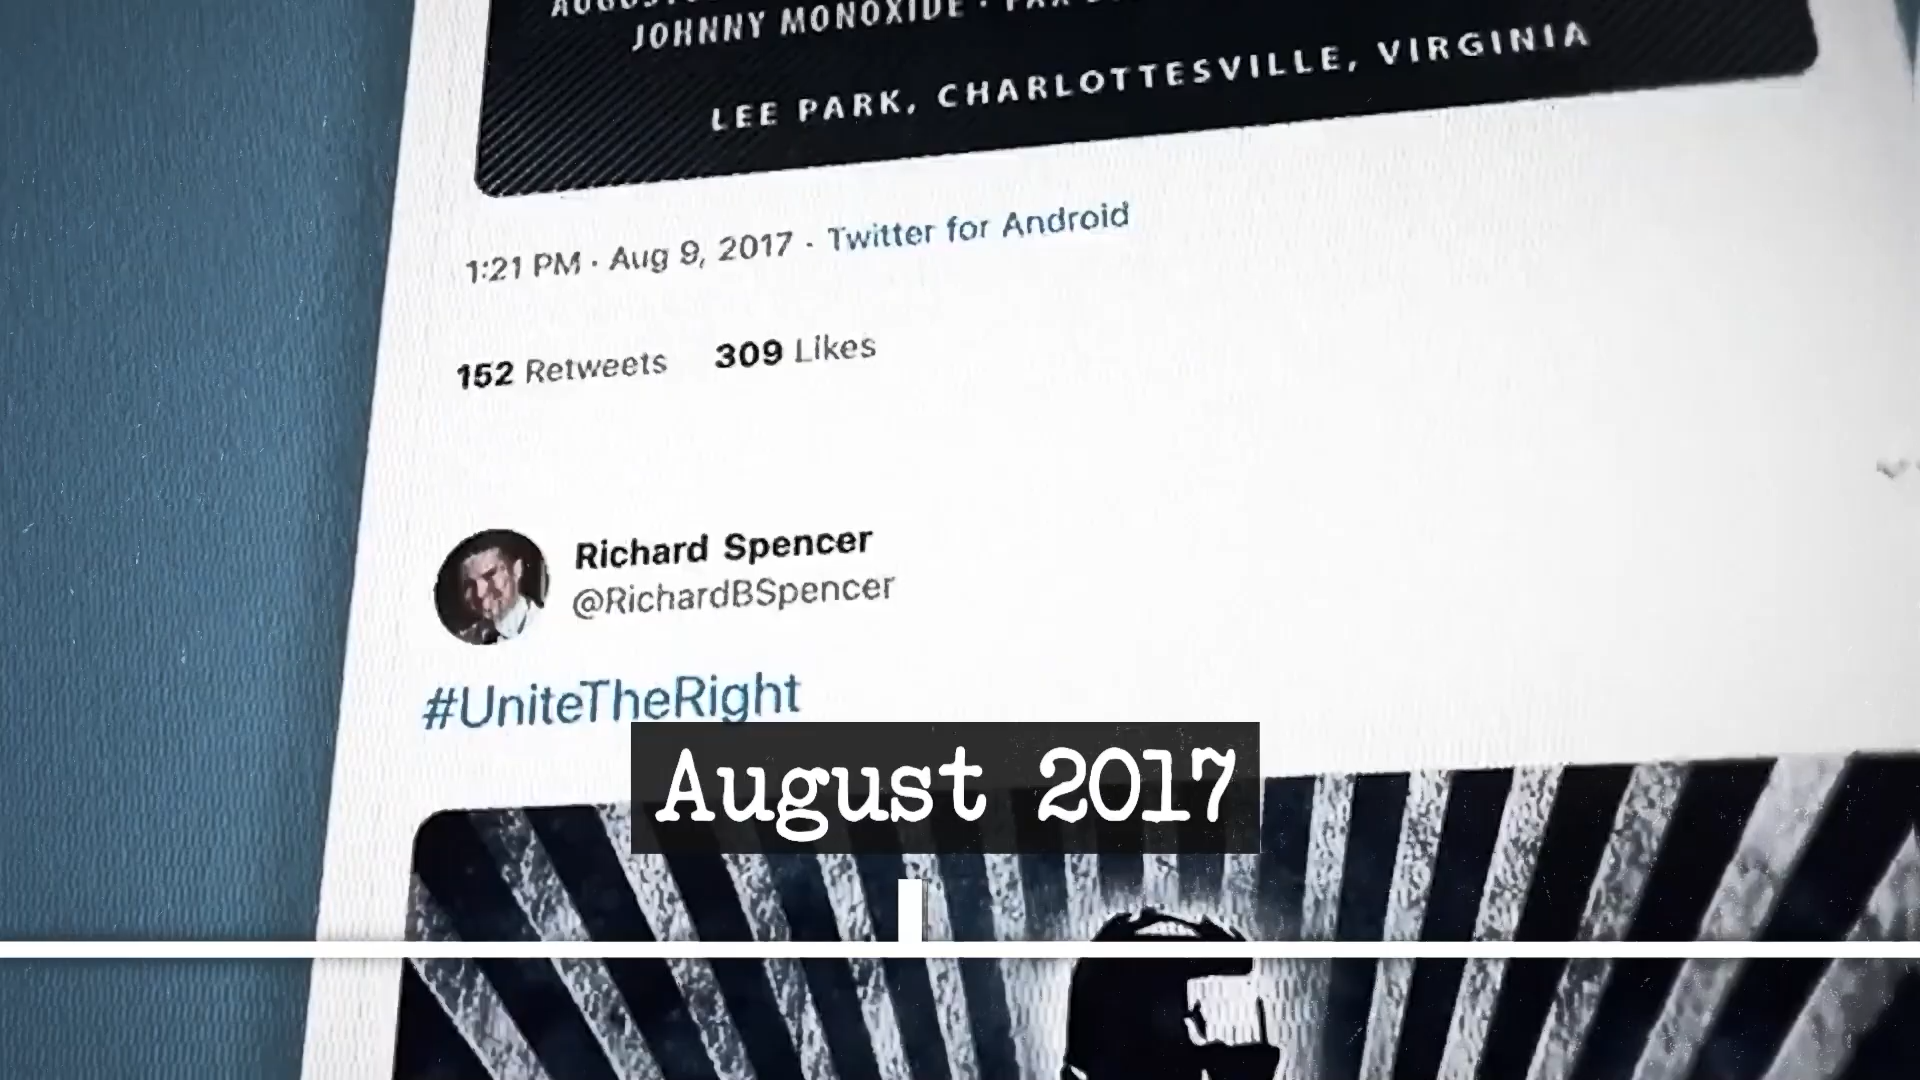 JOHNNY MONOXIDE ·
LEE PARK, CHARLOTTESVILLE, VIRGINIA
1:21 PM · Aug 9, 2017 · Twitter for Android
152 Retweets 309 Likes
Richard Spencer
@RichardBSpencer
#UniteTheRight
August 2017